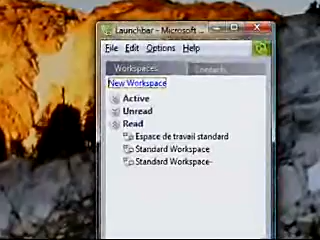 Launchbar - Microsoft ...
File Edit Options Help
Workspaces Contacts
New Workspace
Active
Unread
Read
Espace de travail standard
Standard Workspace
Standard Workspace-